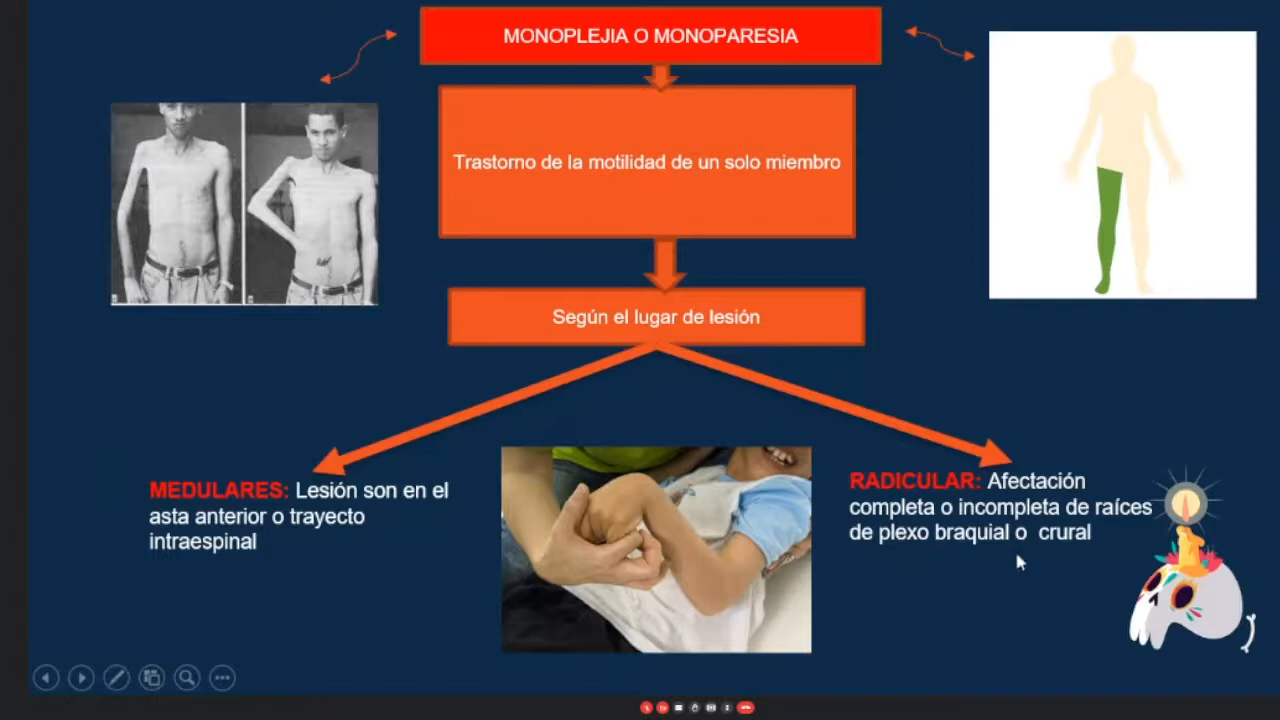 MONOPLEJIA O MONOPARESIA
Trastorno de la motilidad de un solo miembro
Según el lugar de lesión
MEDULARES: Lesión son en el
asta anterior o trayecto
intraespinal
RADICULAR: Afectación
completa o incompleta de raíces
de plexo braquial o  crural